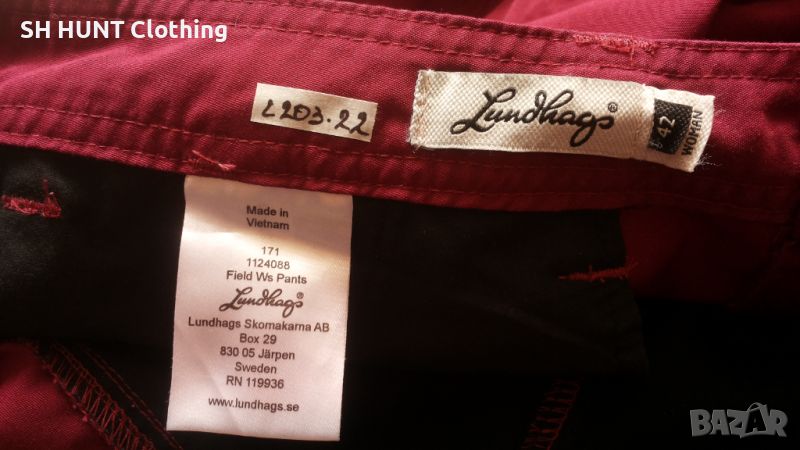 SH HUNT Clothing
L203.22
Lundhags®
42
WOMAN
Made in
Vietnam
171
1124088
Field Ws Pants
Lundhags®
Lundhags Skomakarna AB
Box 29
830 05 Järpen
Sweden
RN 119936
www.lundhags.se
BAZAR